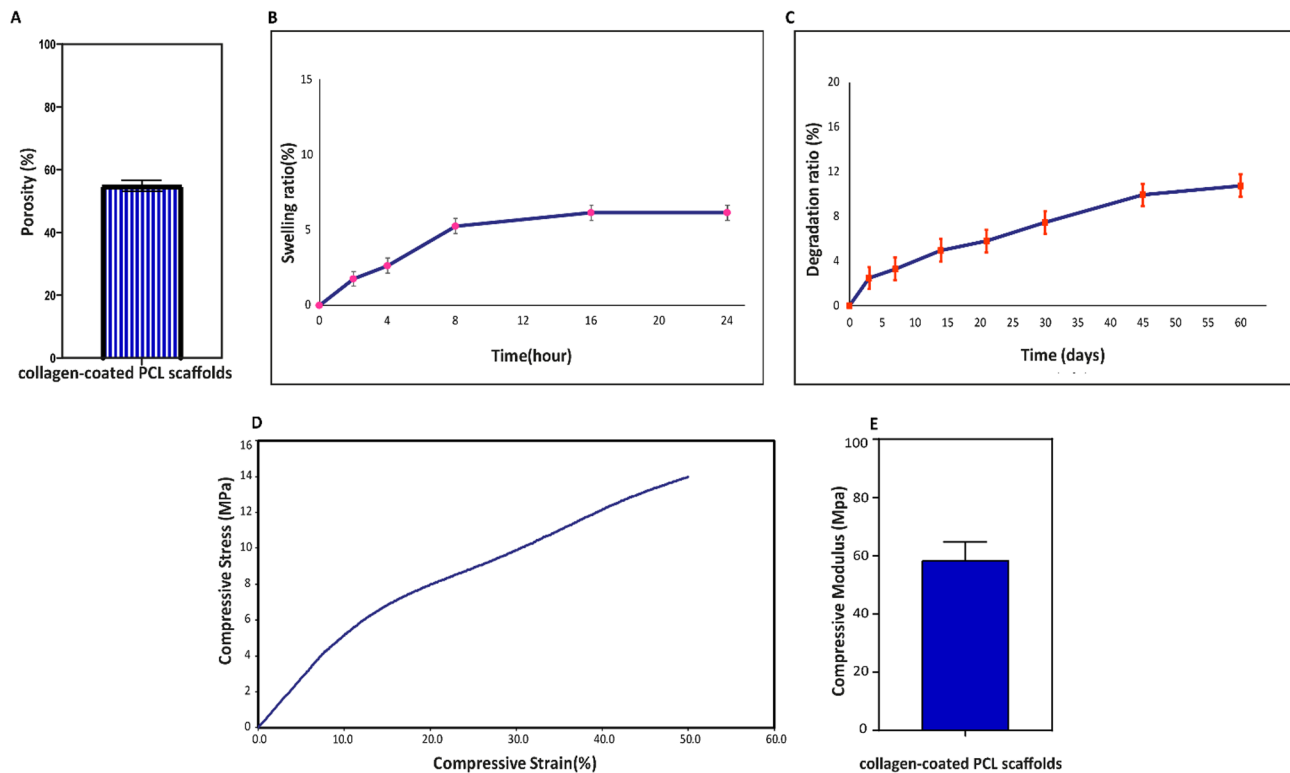 A
Porosity (%)
100
80
60
40
20
0
collagen-coated PCL scaffolds
B
Swelling ratio(%)
15
10
5
0
0 4 8 12 16 20 24
Time(hour)
C
Degradation ratio (%)
20
16
12
8
4
0
0 5 10 15 20 25 30 35 40 45 50 55 60
Time (days)
D
Compressive Stress (MPa)
16
14
12
10
8
6
4
2
0
0.0 10.0 20.0 30.0 40.0 50.0 60.0
Compressive Strain(%)
E
Compressive Modulus (Mpa)
100
80
60
40
20
0
collagen-coated PCL scaffolds